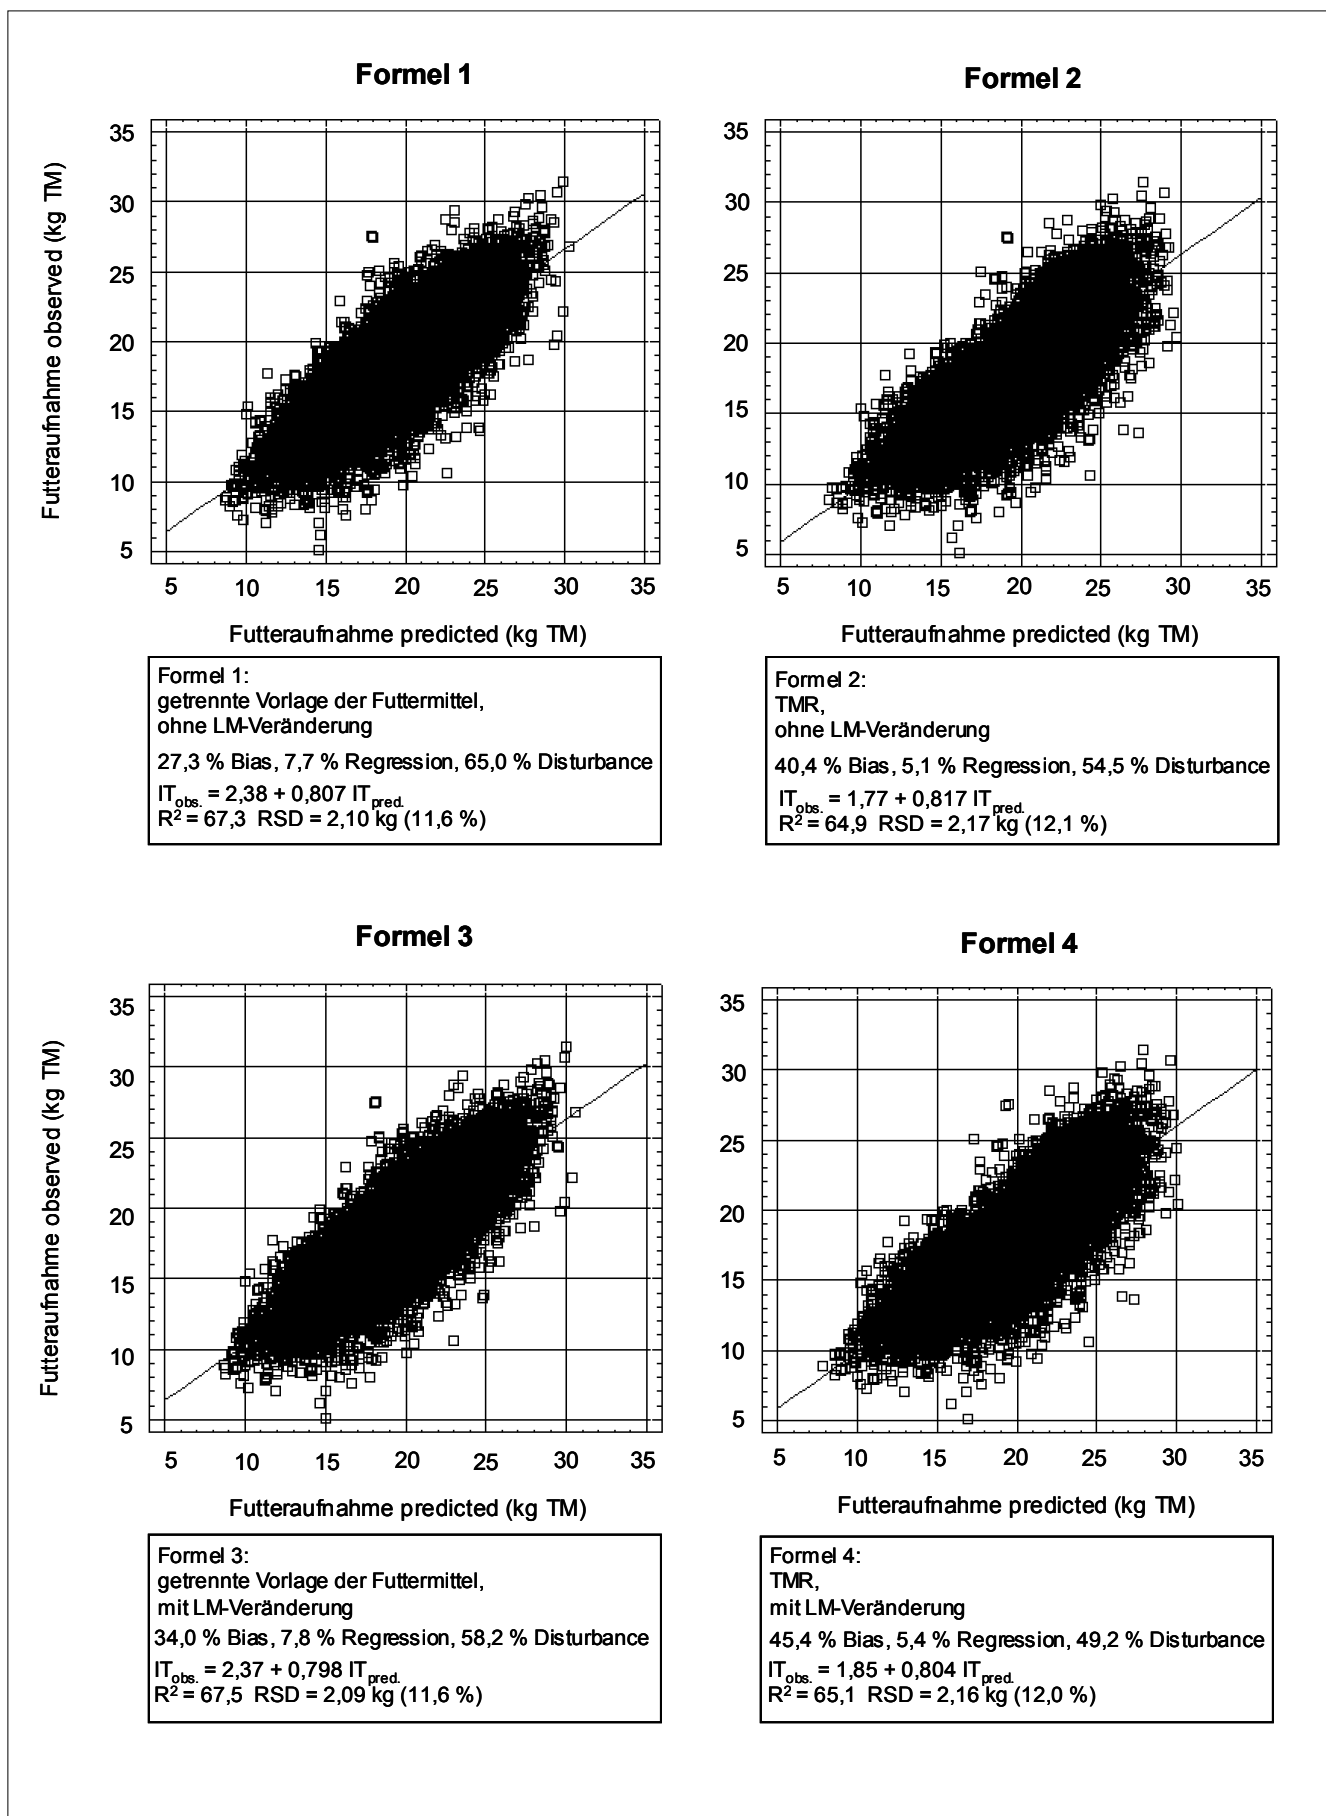 Formel 1
Futteraufnahme observed (kg TM)
35
30
25
20
15
10
5
5 10 15 20 25 30 35
Futteraufnahme predicted (kg TM)
Formel 1:
getrennte Vorlage der Futtermittel,
ohne LM-Veränderung
27,3 % Bias, 7,7 % Regression, 65,0 % Disturbance
ITobs. = 2,38 + 0,807 ITpred.
R² = 67,3 RSD = 2,10 kg (11,6 %)
Formel 2
35
30
25
20
15
10
5
5 10 15 20 25 30 35
Futteraufnahme predicted (kg TM)
Formel 2:
TMR,
ohne LM-Veränderung
40,4 % Bias, 5,1 % Regression, 54,5 % Disturbance
ITobs. = 1,77 + 0,817 ITpred.
R² = 64,9 RSD = 2,17 kg (12,1 %)
Formel 3
Futteraufnahme observed (kg TM)
35
30
25
20
15
10
5
5 10 15 20 25 30 35
Futteraufnahme predicted (kg TM)
Formel 3:
getrennte Vorlage der Futtermittel,
mit LM-Veränderung
34,0 % Bias, 7,8 % Regression, 58,2 % Disturbance
ITobs. = 2,37 + 0,798 ITpred.
R² = 67,5 RSD = 2,09 kg (11,6 %)
Formel 4
35
30
25
20
15
10
5
5 10 15 20 25 30 35
Futteraufnahme predicted (kg TM)
Formel 4:
TMR,
mit LM-Veränderung
45,4 % Bias, 5,4 % Regression, 49,2 % Disturbance
ITobs. = 1,85 + 0,804 ITpred.
R² = 65,1 RSD = 2,16 kg (12,0 %)